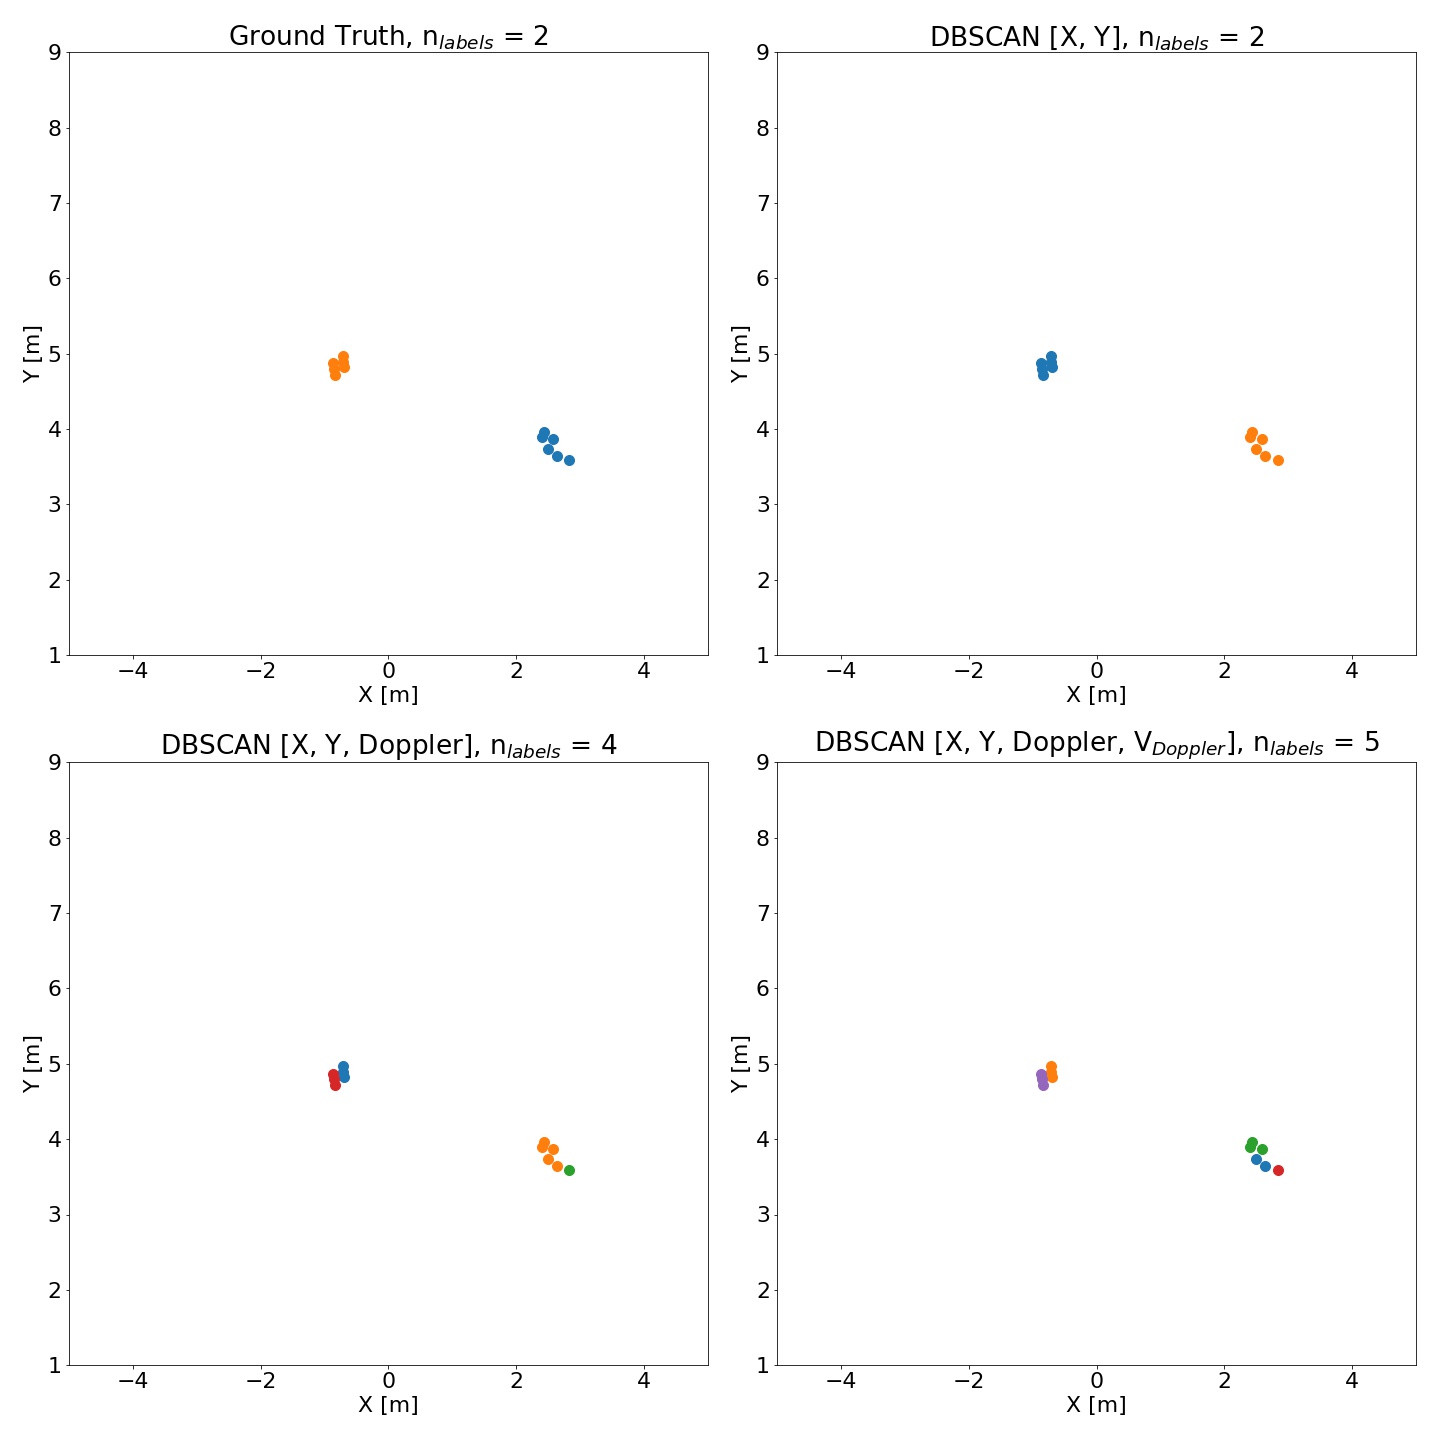 Ground Truth, n_labels = 2
9
8
7
6
5
4
3
2
1
Y [m]
−4 −2 0 2 4
X [m]
DBSCAN [X, Y], n_labels = 2
9
8
7
6
5
4
3
2
1
Y [m]
−4 −2 0 2 4
X [m]
DBSCAN [X, Y, Doppler], n_labels = 4
9
8
7
6
5
4
3
2
1
Y [m]
−4 −2 0 2 4
X [m]
DBSCAN [X, Y, Doppler, V_Doppler], n_labels = 5
9
8
7
6
5
4
3
2
1
Y [m]
−4 −2 0 2 4
X [m]